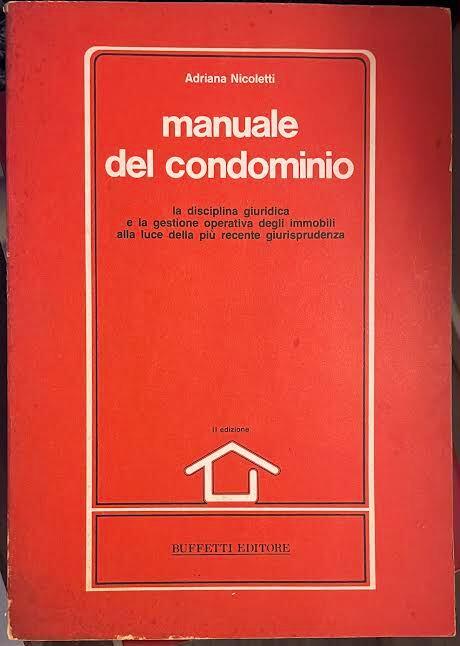 Adriana Nicoletti
manuale
del condominio
la disciplina giuridica
e la gestione operativa degli immobili
alla luce della più recente giurisprudenza
II edizione
BUFFETTI EDITORE